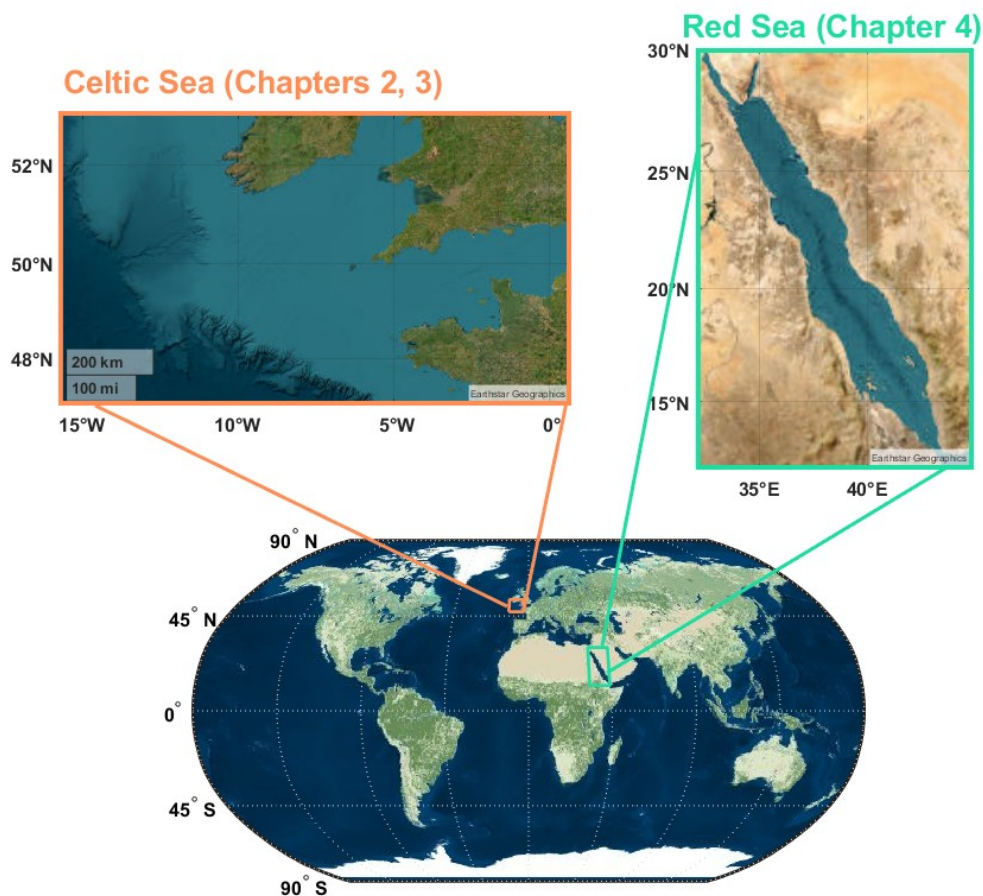 Red Sea (Chapter 4)
30°N
25°N
20°N
15°N
Earthstar Geographics
35°E
40°E
Celtic Sea (Chapters 2, 3)
52°N
50°N
48°N
200 km
100 mi
Earthstar Geographics
15°W
10°W
5°W
0°
90° N
45° N
0°
45° S
90° S